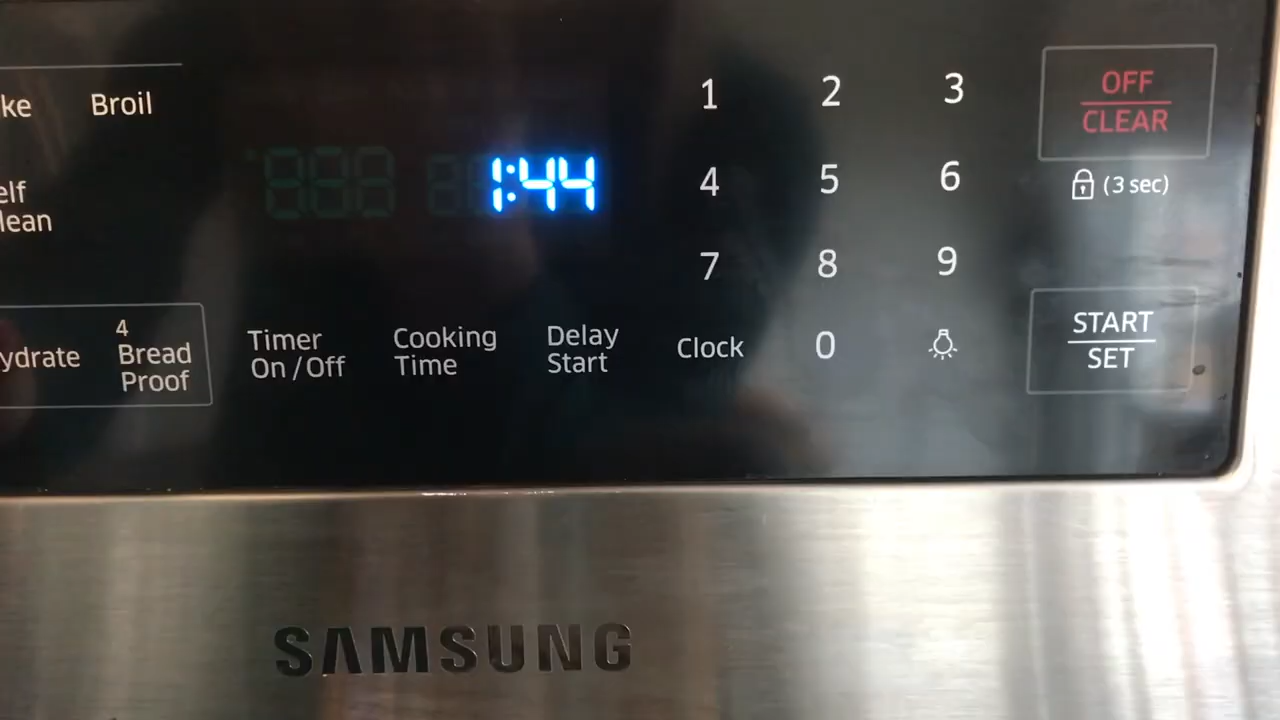 ke Broil
1:44
elf
lean
ydrate
4
Bread
Proof
Timer
On / Off
Cooking
Time
Delay
Start
1 2 3
4 5 6
7 8 9
Clock 0
OFF
CLEAR
(3 sec)
START
SET
SAMSUNG